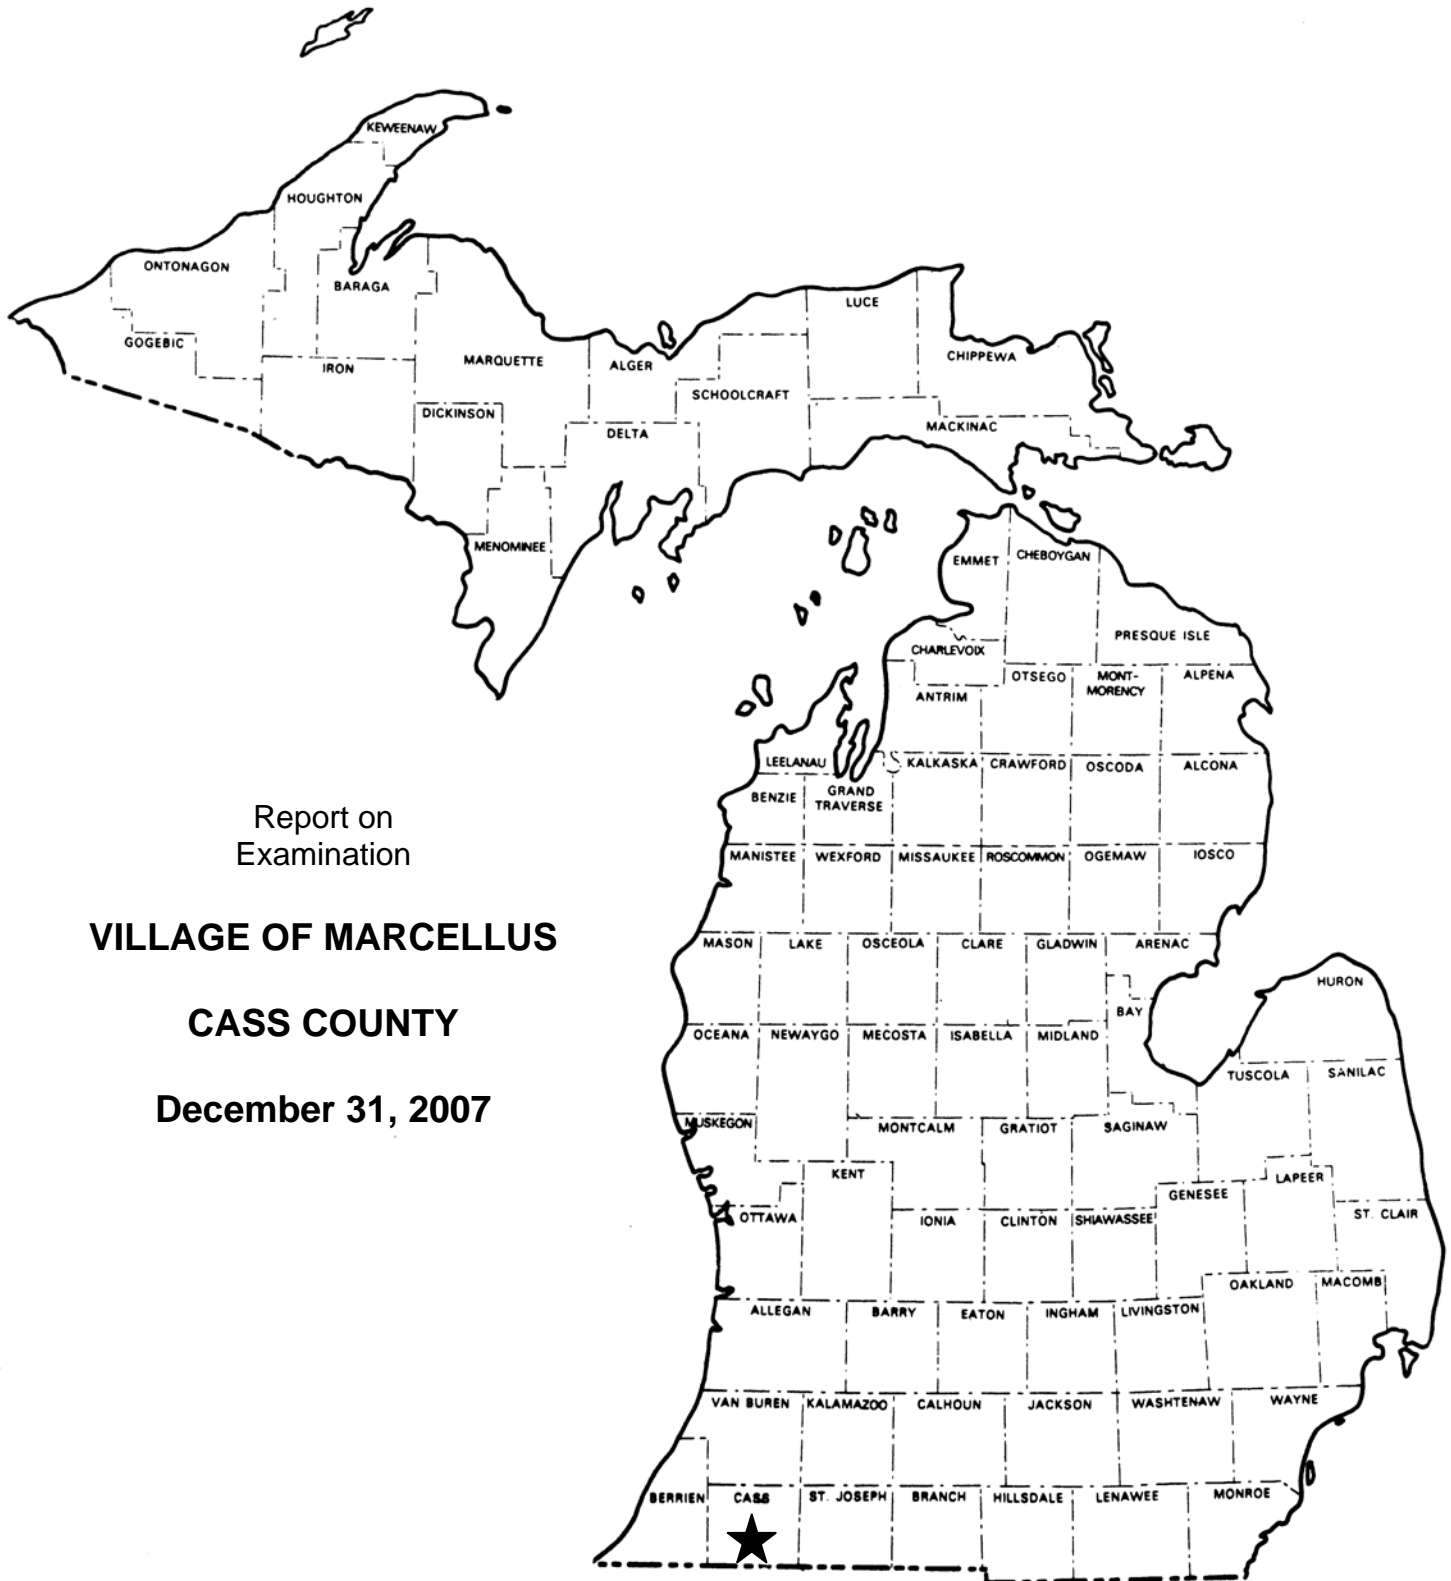 KEWEENAW
HOUGHTON
ONTONAGON
BARAGA
LUCE
GOGEBIC
IRON
MARQUETTE
ALGER
CHIPPEWA
SCHOOLCRAFT
DICKINSON
DELTA
MACKINAC
MENOMINEE
EMMET
CHEBOYGAN
PRESQUE ISLE
CHARLEVOIX
OTSEGO
MONT-
MORENCY
ALPENA
ANTRIM
LEELANAU
KALKASKA
CRAWFORD
OSCODA
ALCONA
BENZIE
GRAND
TRAVERSE
Report on
Examination
MANISTEE
WEXFORD
MISSAUKEE
ROSCOMMON
OGEMAW
IOSCO
VILLAGE OF MARCELLUS
MASON
LAKE
OSCEOLA
CLARE
GLADWIN
ARENAC
HURON
BAY
CASS COUNTY
OCEANA
NEWAYGO
MECOSTA
ISABELLA
MIDLAND
TUSCOLA
SANILAC
December 31, 2007
MUSKEGON
MONTCALM
GRATIOT
SAGINAW
KENT
GENESEE
LAPEER
OTTAWA
IONIA
CLINTON
SHIAWASSEE
ST. CLAIR
OAKLAND
MACOMB
ALLEGAN
BARRY
EATON
INGHAM
LIVINGSTON
VAN BUREN
KALAMAZOO
CALHOUN
JACKSON
WASHTENAW
WAYNE
BERRIEN
CASS
ST. JOSEPH
BRANCH
HILLSDALE
LENAWEE
MONROE